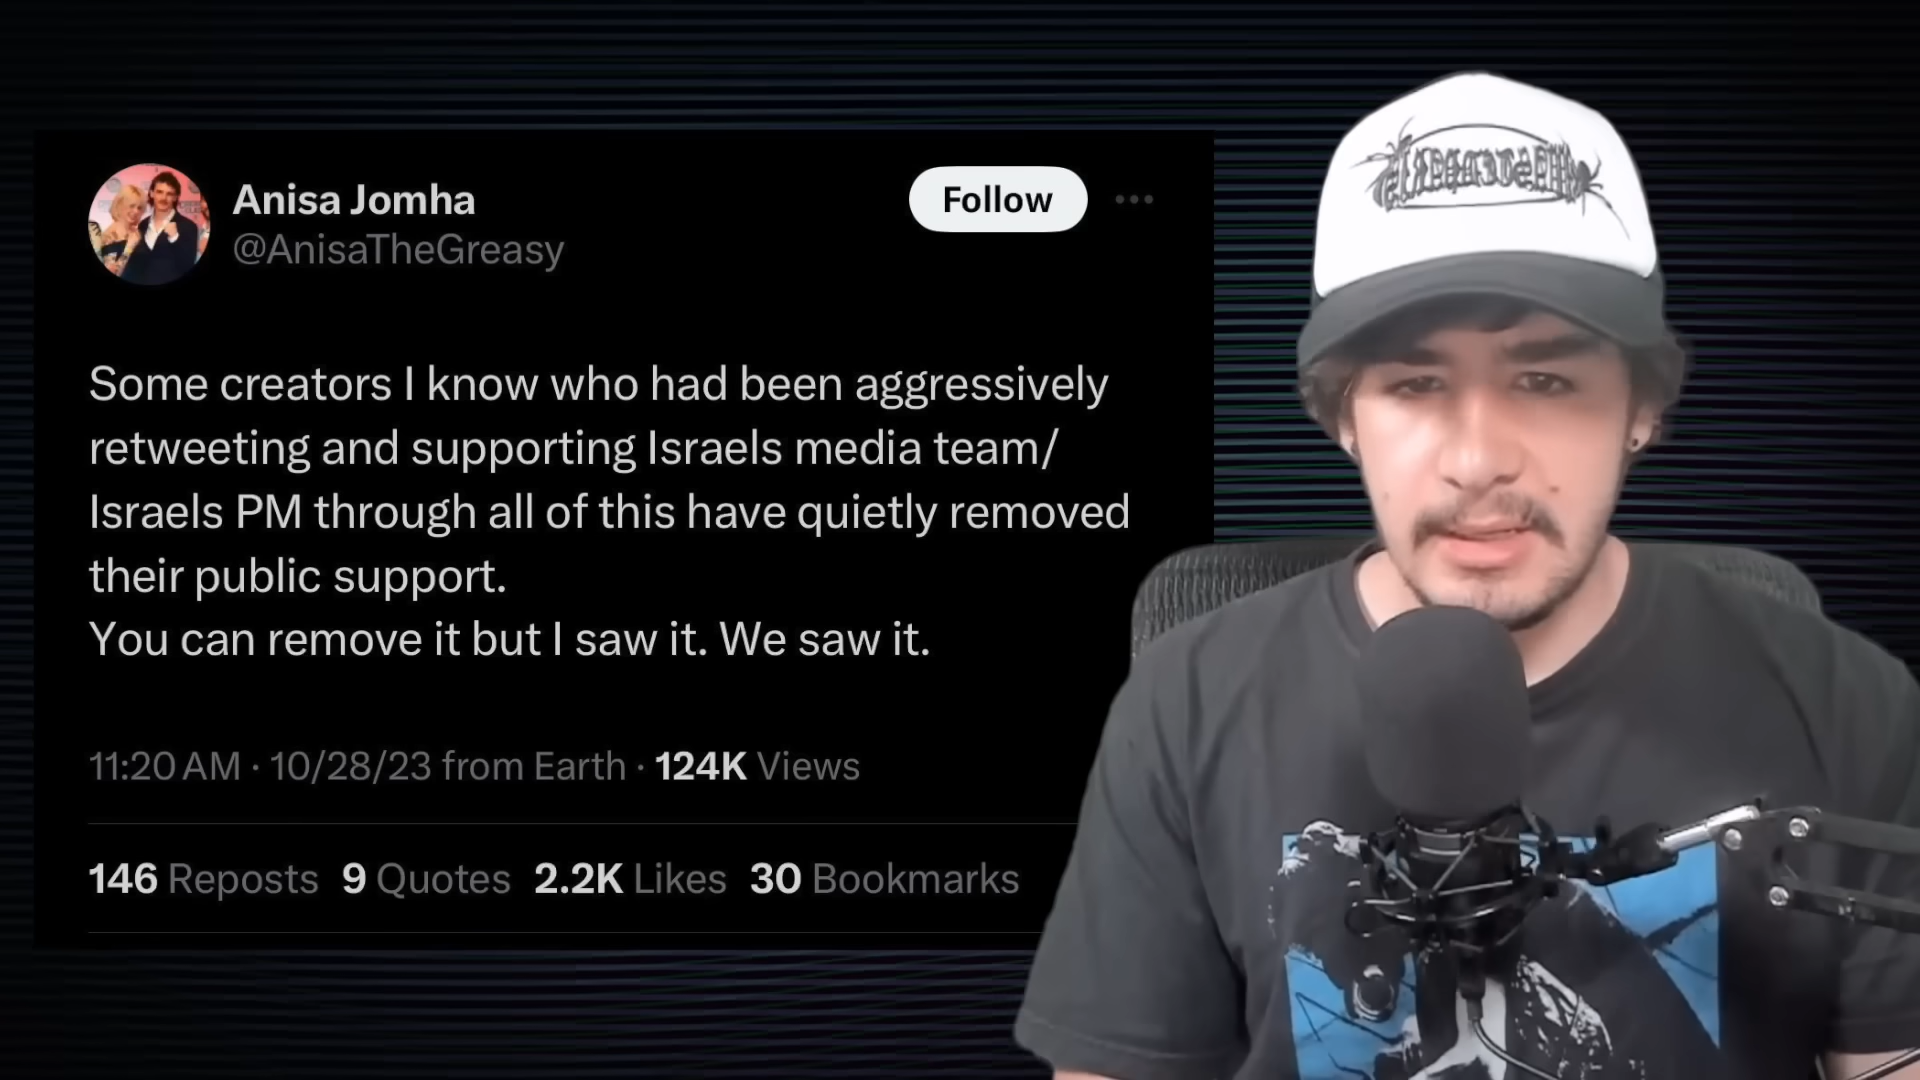 Anisa Jomha
@AnisaTheGreasy
Follow
Some creators I know who had been aggressively
retweeting and supporting Israels media team/
Israels PM through all of this have quietly removed
their public support.
You can remove it but I saw it. We saw it.
11:20 AM · 10/28/23 from Earth · 124K Views
146 Reposts 9 Quotes 2.2K Likes 30 Bookmarks